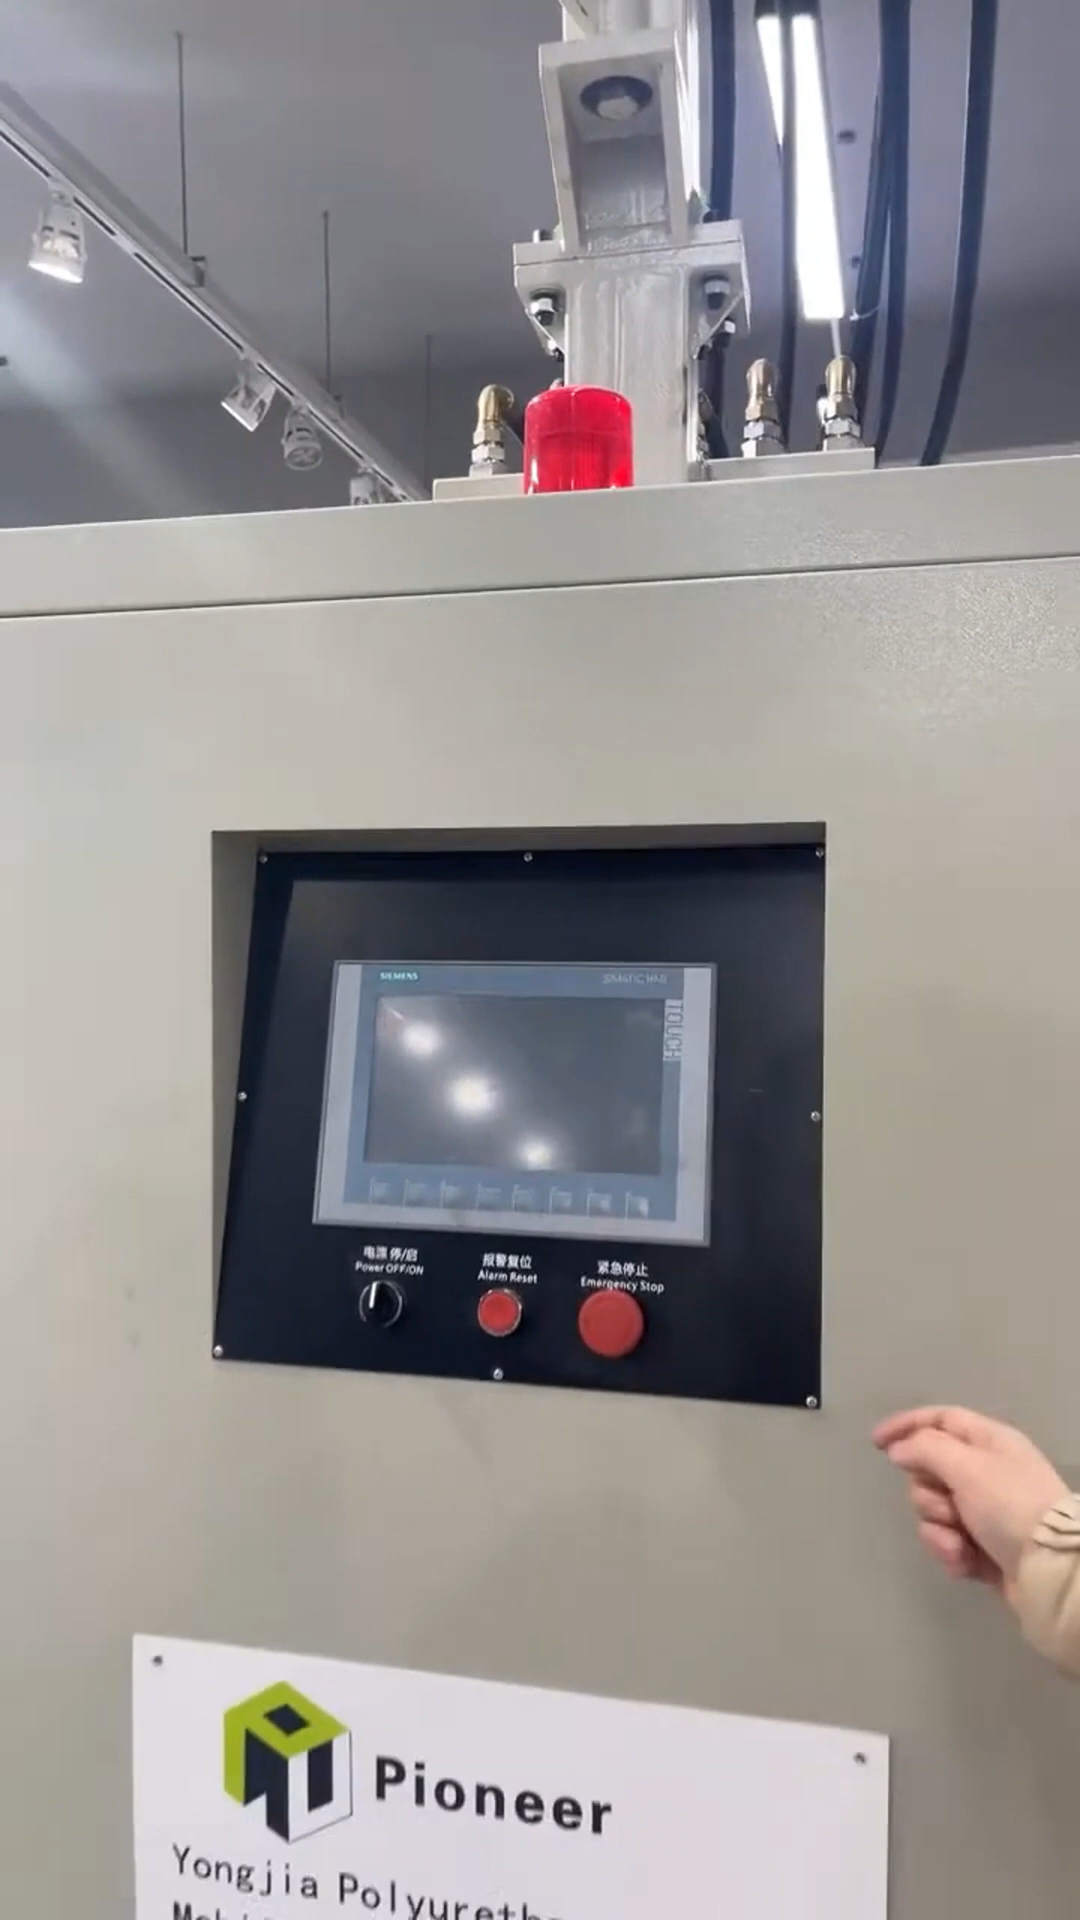 SIEMENS
SIMATIC HMI
TOUCH
电源 停/启
Power OFF/ON
报警复位
Alarm Reset
紧急停止
Emergency Stop
Pioneer
Yongjia